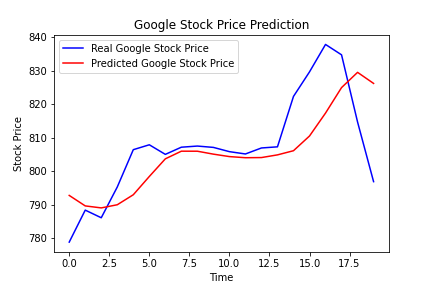 Google Stock Price Prediction
Real Google Stock Price
Predicted Google Stock Price
Stock Price
840
830
820
810
800
790
780
0.0 2.5 5.0 7.5 10.0 12.5 15.0 17.5
Time